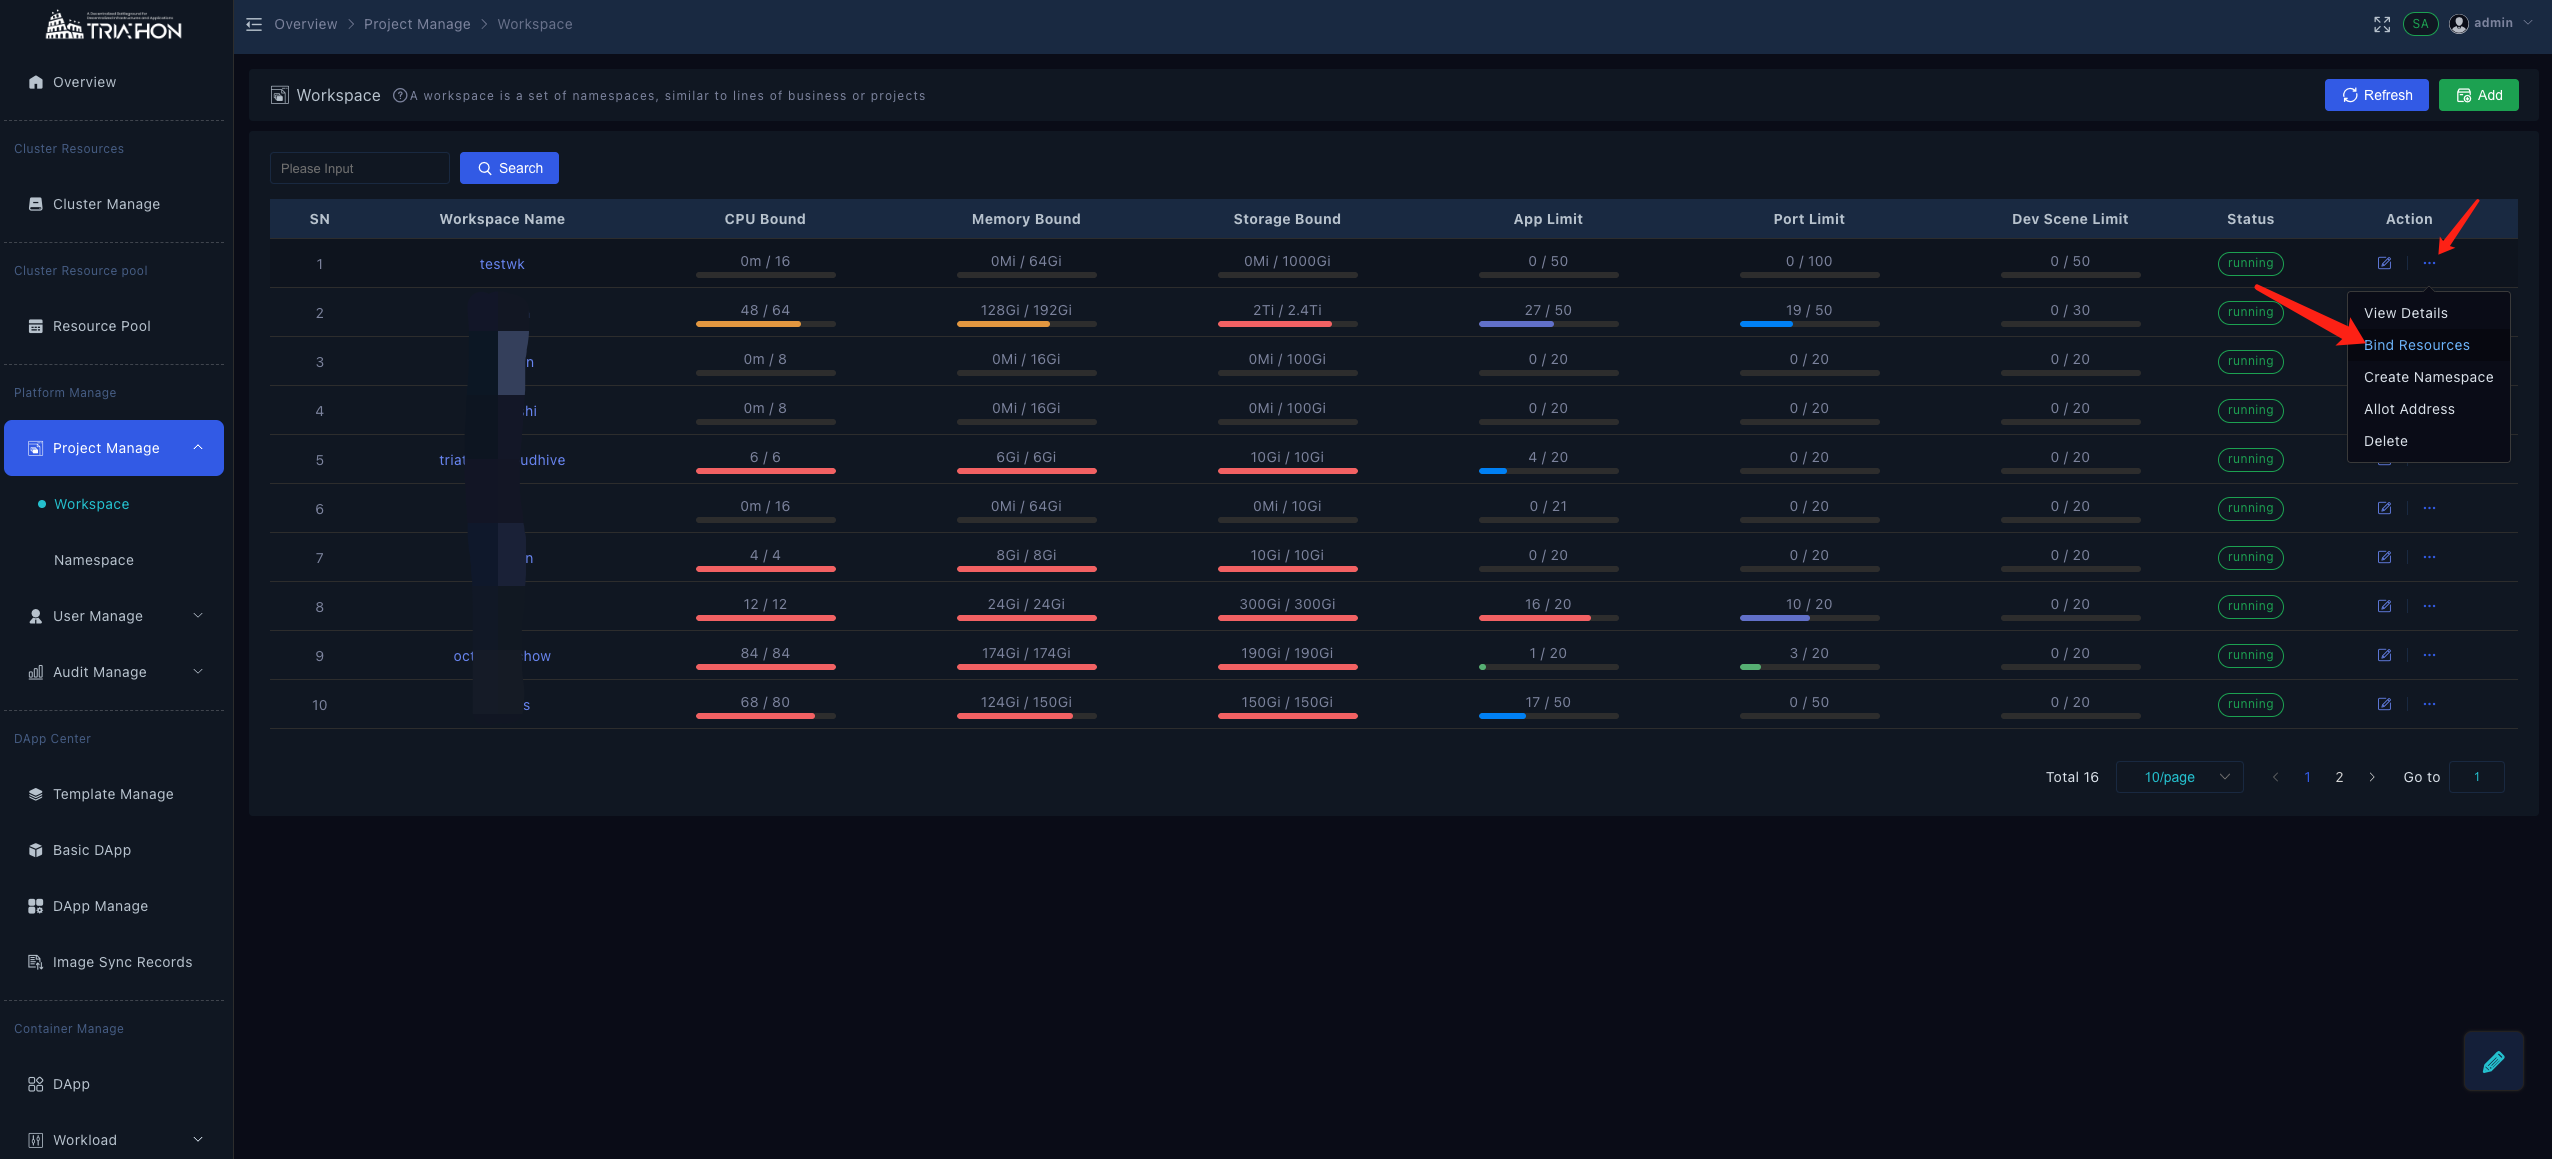 TRIATHON
Overview > Project Manage > Workspace
SA
admin
Overview
Cluster Resources
Cluster Manage
Cluster Resource pool
Resource Pool
Platform Manage
Project Manage
Workspace
Namespace
User Manage
Audit Manage
DApp Center
Template Manage
Basic DApp
DApp Manage
Image Sync Records
Container Manage
DApp
Workload
Workspace
A workspace is a set of namespaces, similar to lines of business or projects
Refresh
Add
Please Input
Search
SN Workspace Name CPU Bound Memory Bound Storage Bound App Limit Port Limit Dev Scene Limit Status Action
1 testwk 0m / 16 0Mi / 64Gi 0Mi / 1000Gi 0 / 50 0 / 100 0 / 50 running
2 48 / 64 128Gi / 192Gi 2Ti / 2.4Ti 27 / 50 19 / 50 0 / 30 running
3 n 0m / 8 0Mi / 16Gi 0Mi / 100Gi 0 / 20 0 / 20 0 / 20 running
4 hi 0m / 8 0Mi / 16Gi 0Mi / 100Gi 0 / 20 0 / 20 0 / 20 running
5 triat udhive 6 / 6 6Gi / 6Gi 10Gi / 10Gi 4 / 20 0 / 20 0 / 20 running
6 0m / 16 0Mi / 64Gi 0Mi / 10Gi 0 / 21 0 / 20 0 / 20 running
7 n 4 / 4 8Gi / 8Gi 10Gi / 10Gi 0 / 20 0 / 20 0 / 20 running
8 12 / 12 24Gi / 24Gi 300Gi / 300Gi 16 / 20 10 / 20 0 / 20 running
9 oct how 84 / 84 174Gi / 174Gi 190Gi / 190Gi 1 / 20 3 / 20 0 / 20 running
10 s 68 / 80 124Gi / 150Gi 150Gi / 150Gi 17 / 50 0 / 50 0 / 20 running
View Details
Bind Resources
Create Namespace
Allot Address
Delete
Total 16 10/page < 1 2 > Go to 1